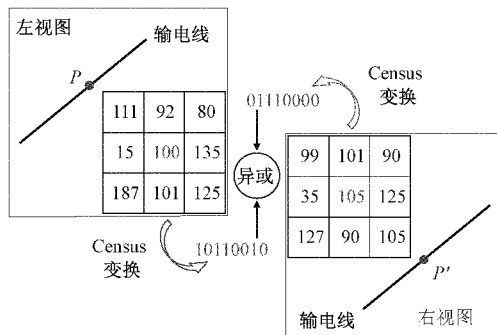 左视图
输电线
P
111 92 80
15 100 135
187 101 125
Census
变换
10110010
01110000
异或
Census
变换
99 101 90
35 105 125
127 90 105
P'
输电线
右视图